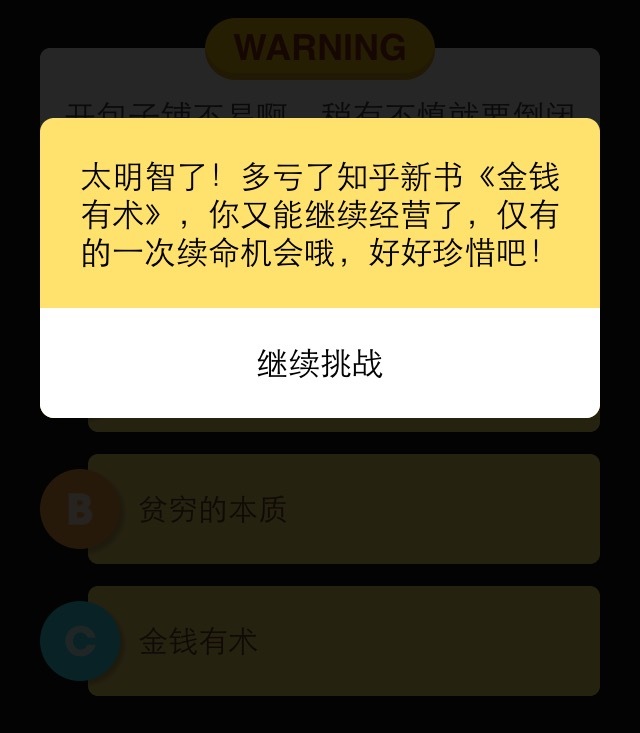 WARNING
开包子铺不易啊，稍有不慎就要倒闭
太明智了！多亏了知乎新书《金钱
有术》，你又能继续经营了，仅有
的一次续命机会哦，好好珍惜吧！
继续挑战
B
贫穷的本质
C
金钱有术